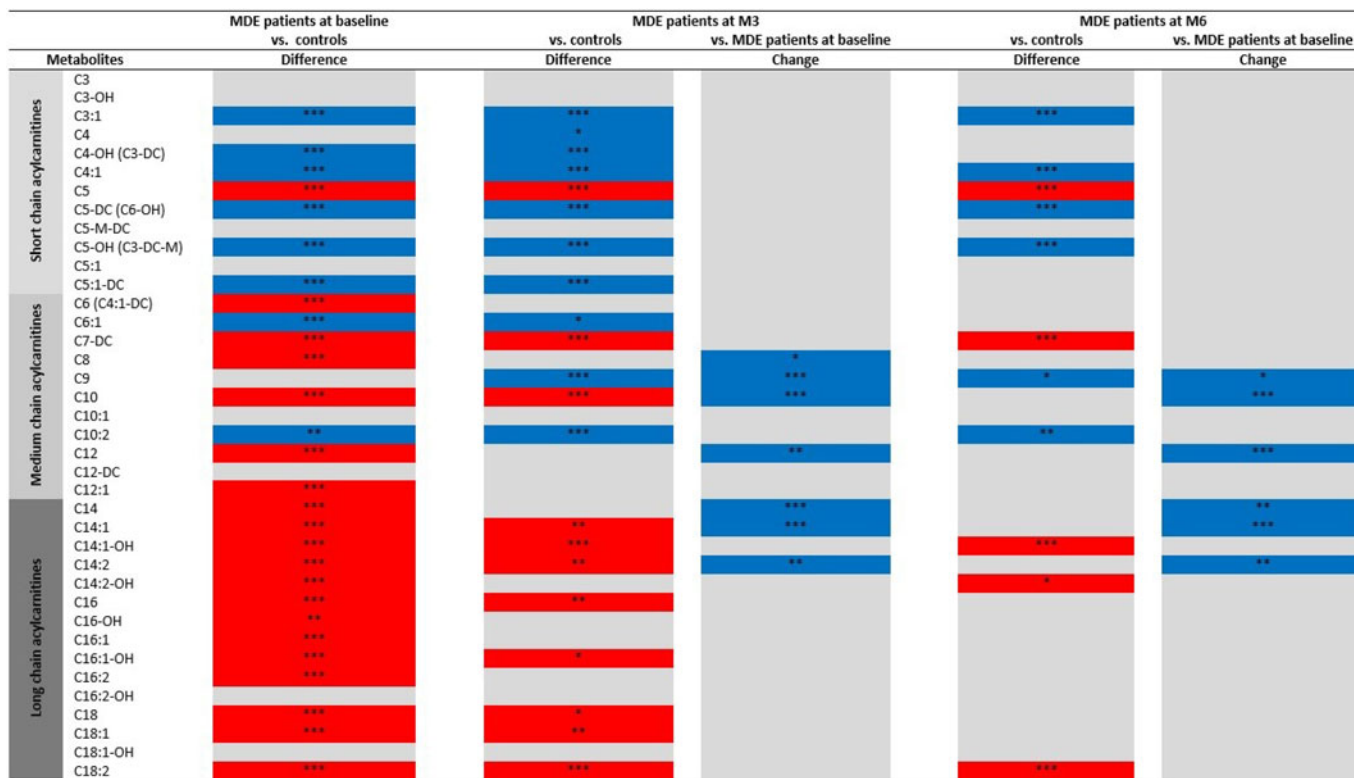 MDE patients at baseline MDE patients at M3 MDE patients at M6
vs. controls vs. controls vs. MDE patients at baseline vs. controls vs. MDE patients at baseline
Metabolites Difference Difference Change Difference Change
Short chain acylcarnitines
C3
C3-OH
C3:1 *** *** ***
C4 *
C4-OH (C3-DC) *** ***
C4:1 *** *** ***
C5 *** *** ***
C5-DC (C6-OH) *** *** ***
C5-M-DC
C5-OH (C3-DC-M) *** *** ***
C5:1
C5:1-DC *** ***
Medium chain acylcarnitines
C6 (C4:1-DC) ***
C6:1 *** *
C7-DC *** *** ***
C8 *** *
C9 *** *** * *
C10 *** *** *** ***
C10:1
C10:2 ** *** **
C12 *** ** ***
C12-DC
C12:1 ***
Long chain acylcarnitines
C14 *** *** **
C14:1 *** ** *** ***
C14:1-OH *** *** ***
C14:2 *** ** ** **
C14:2-OH *** *
C16 *** **
C16-OH **
C16:1 ***
C16:1-OH *** *
C16:2 ***
C16:2-OH
C18 *** *
C18:1 *** **
C18:1-OH
C18:2 *** *** ***